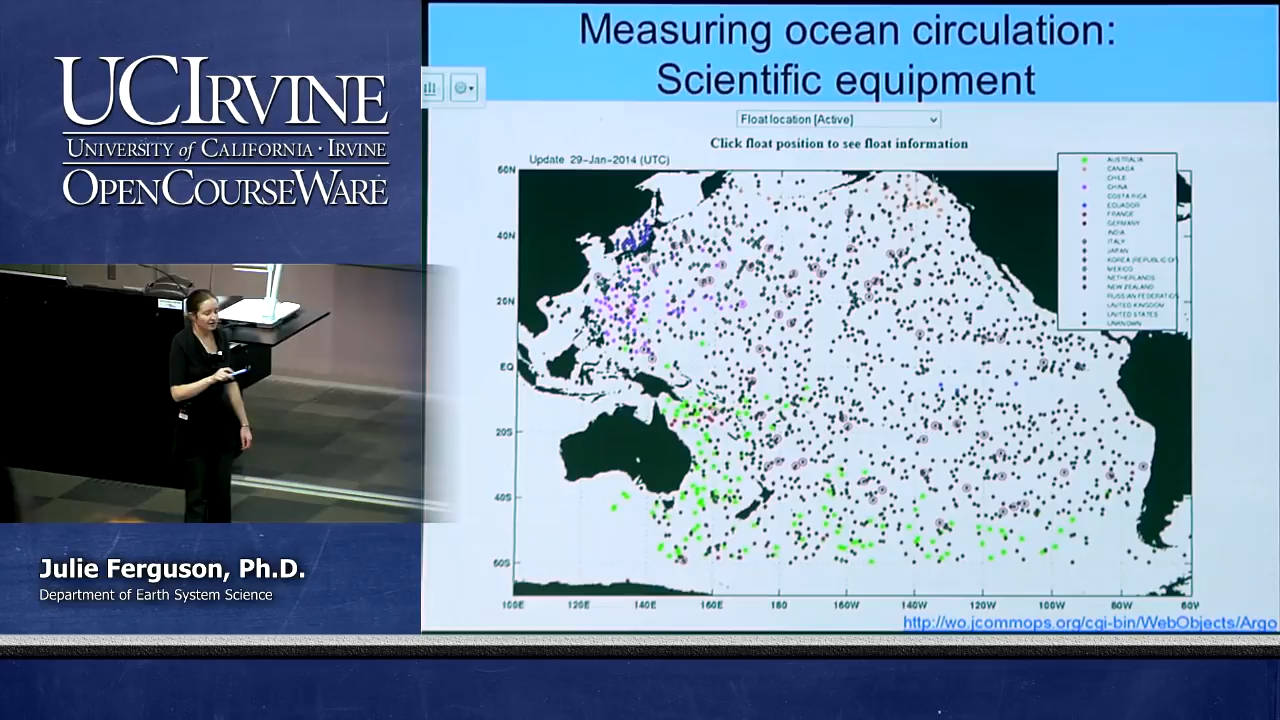 UCIRVINE
UNIVERSITY of CALIFORNIA · IRVINE
OPENCOURSEWARE
Julie Ferguson, Ph.D.
Department of Earth System Science
Measuring ocean circulation:
Scientific equipment
Float location [Active]
Click float position to see float information
Update 29-Jan-2014 (UTC)
AUSTRALIA
CANADA
CHILE
CHINA
COSTA RICA
ECUADOR
FRANCE
GERMANY
INDIA
ITALY
JAPAN
KOREA (REPUBLIC OF
MEXICO
NETHERLANDS
NEW ZEALAND
RUSSIAN FEDERATION
UNITED KINGDOM
UNITED STATES
UNKNOWN
60N
40N
20N
EQ
20S
40S
60S
100E 120E 140E 160E 180 160W 140W 120W 100W 80W 60W
http://wo.jcommops.org/cgi-bin/WebObjects/Argo